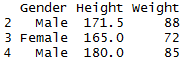 Gender Height Weight
2 Male 171.5 88
3 Female 165.0 72
4 Male 180.0 85